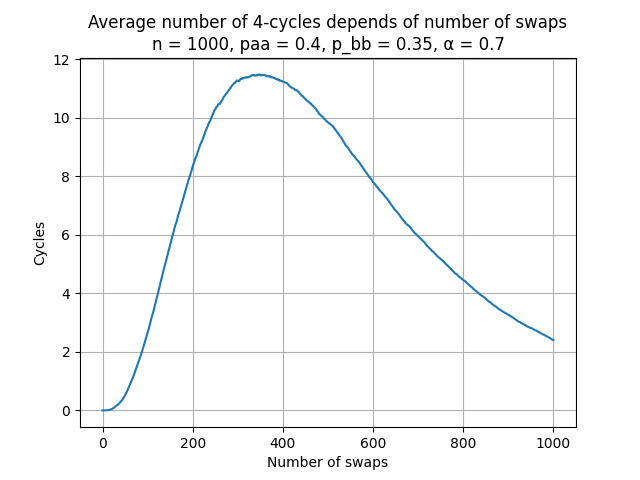 Average number of 4-cycles depends of number of swaps
n = 1000, paa = 0.4, p_bb = 0.35, α = 0.7
12
10
8
6
4
2
0
Cycles
0 200 400 600 800 1000
Number of swaps